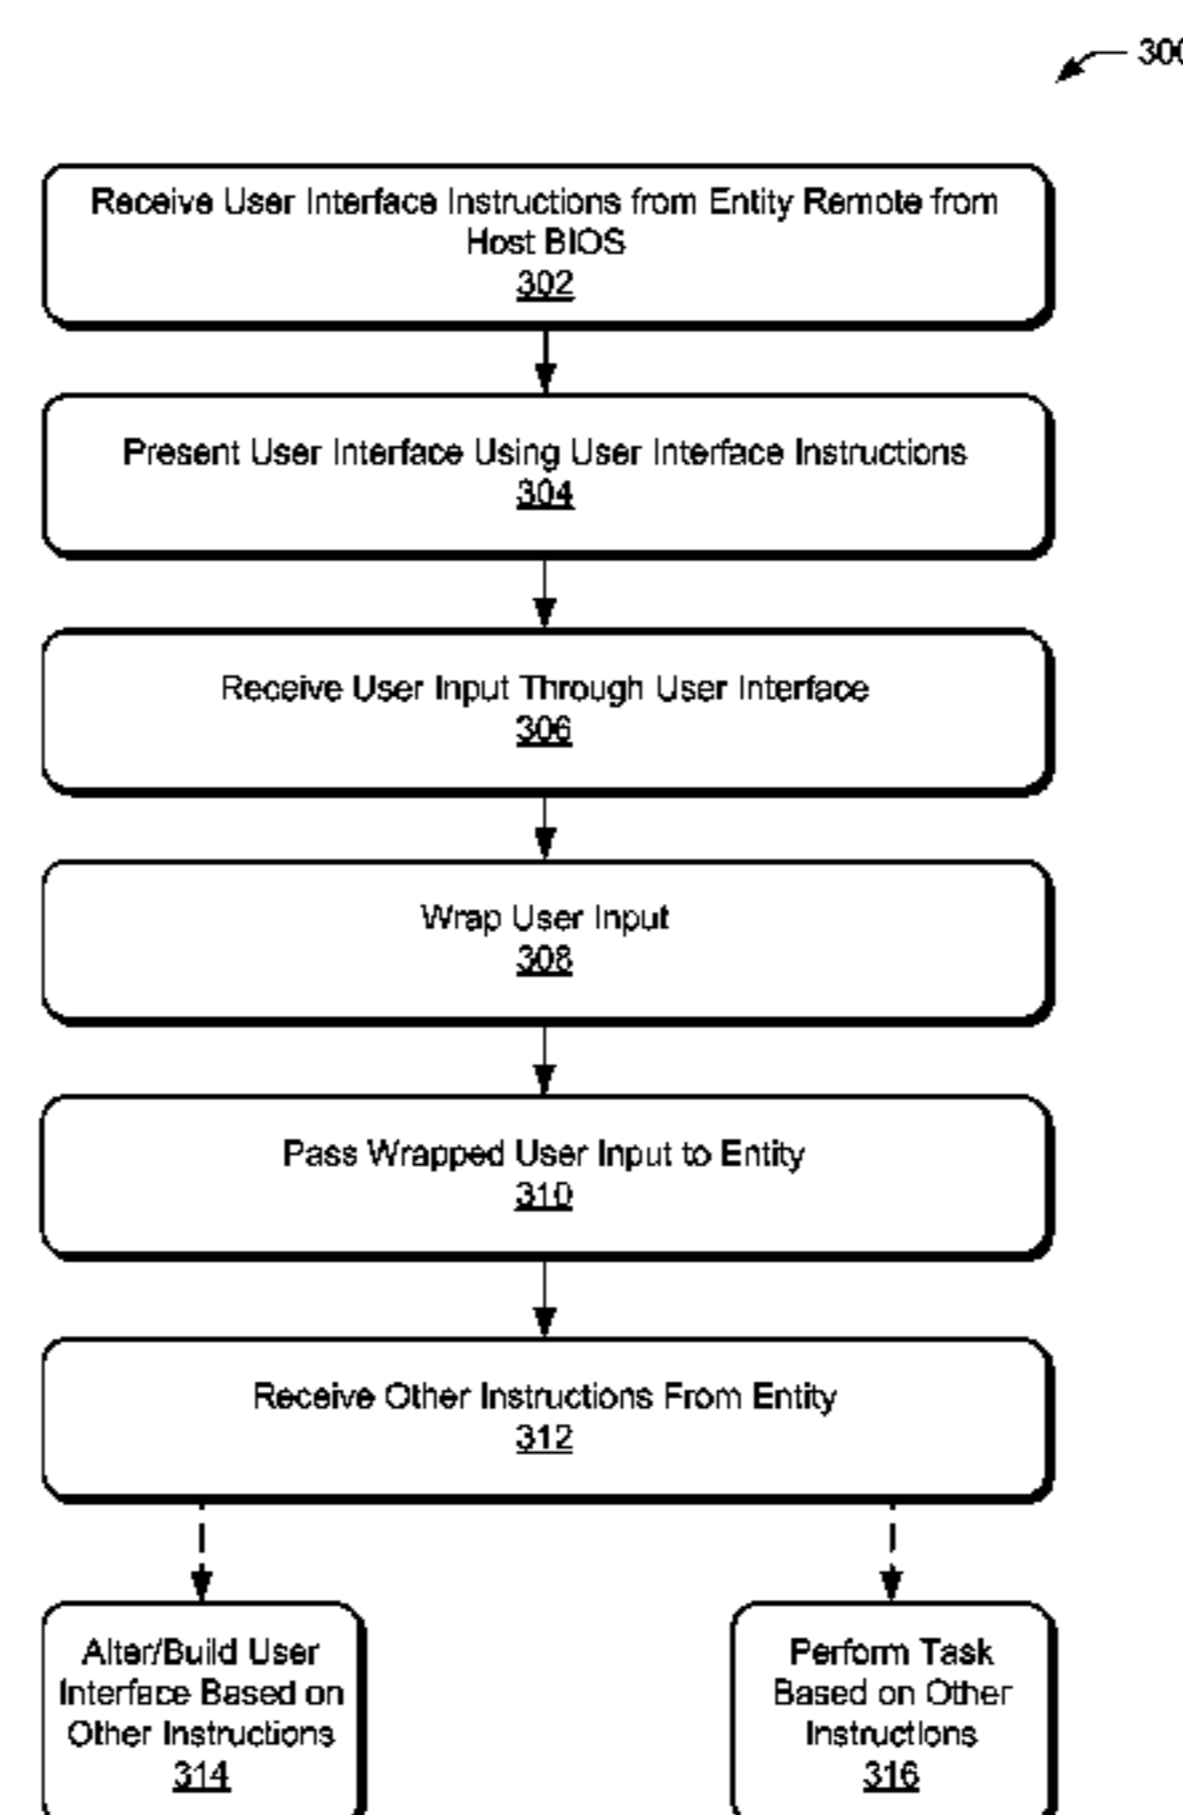 300
Receive User Interface Instructions from Entity Remote from
Host BIOS
302
Present User Interface Using User Interface Instructions
304
Receive User Input Through User Interface
306
Wrap User Input
308
Pass Wrapped User Input to Entity
310
Receive Other Instructions From Entity
312
Alter/Build User
Interface Based on
Other Instructions
314
Perform Task
Based on Other
Instructions
316